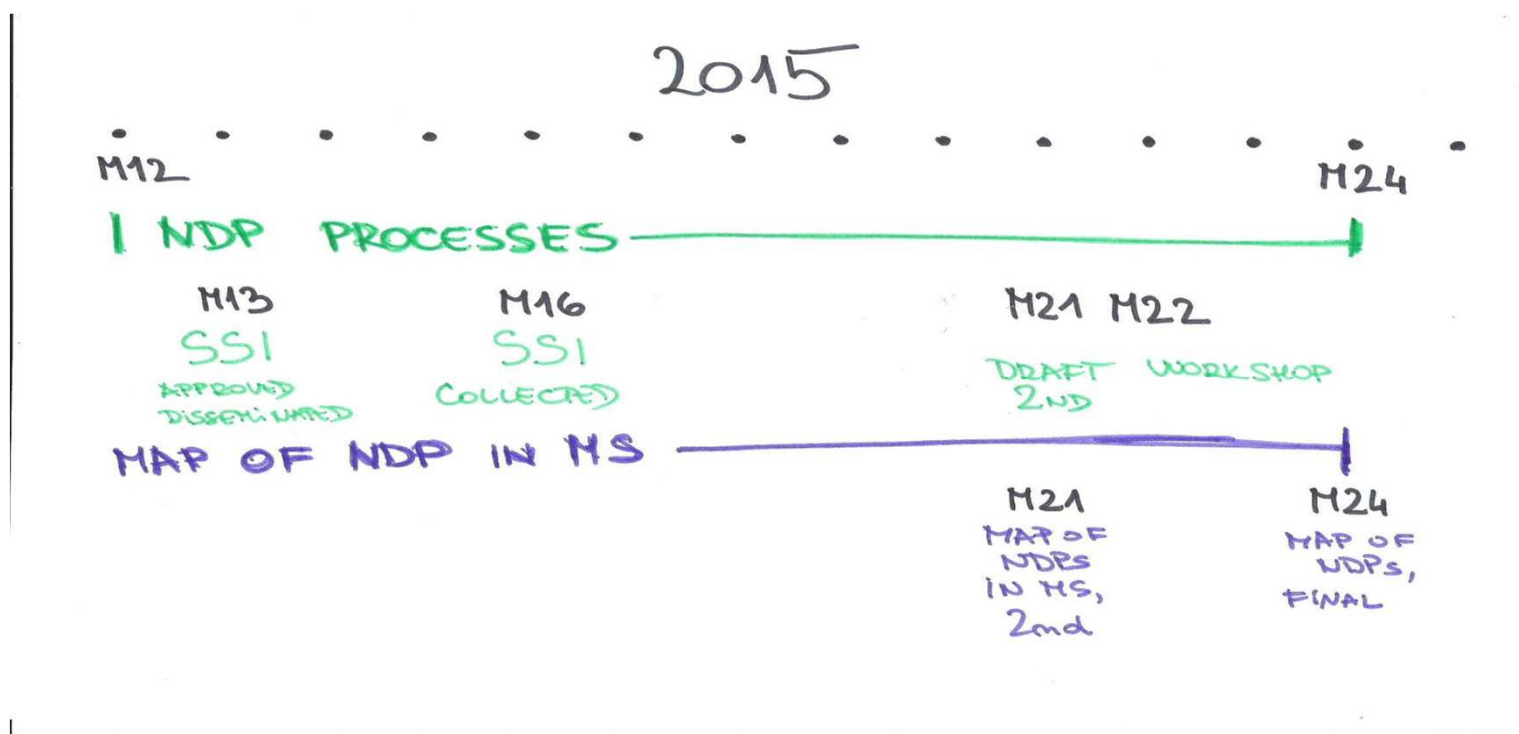 2015
M12 M24
I NDP PROCESSES
M13 M16 M21 M22
SSI SSI
APPROVED COLLECTED DRAFT WORKSHOP
DISSEMINATED 2ND
MAP OF NDP IN MS
M21 M24
MAP OF MAP OF
NDPS NDPs,
IN MS, FINAL
2nd